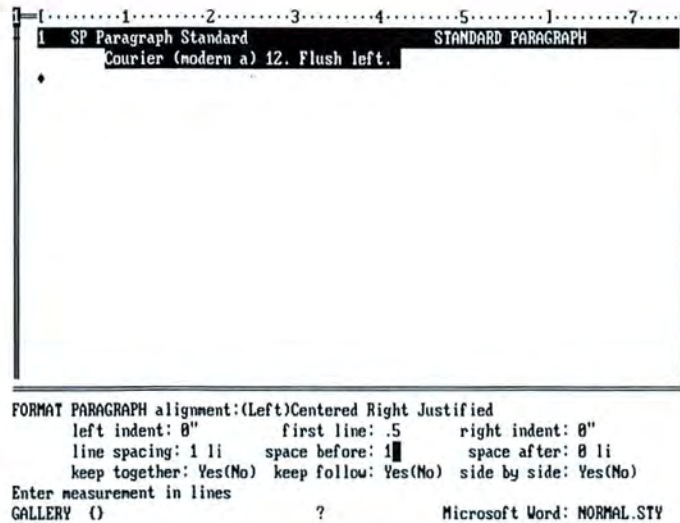 1=[.........1.........2.........3.........4.........5.........].........7.....
1 SP Paragraph Standard STANDARD PARAGRAPH
Courier (modern a) 12. Flush left.
♦
FORMAT PARAGRAPH alignment:(Left)Centered Right Justified
left indent: 0" first line: .5 right indent: 0"
line spacing: 1 li space before: 1 space after: 0 li
keep together: Yes(No) keep follow: Yes(No) side by side: Yes(No)
Enter measurement in lines
GALLERY {} ? Microsoft Word: NORMAL.STY